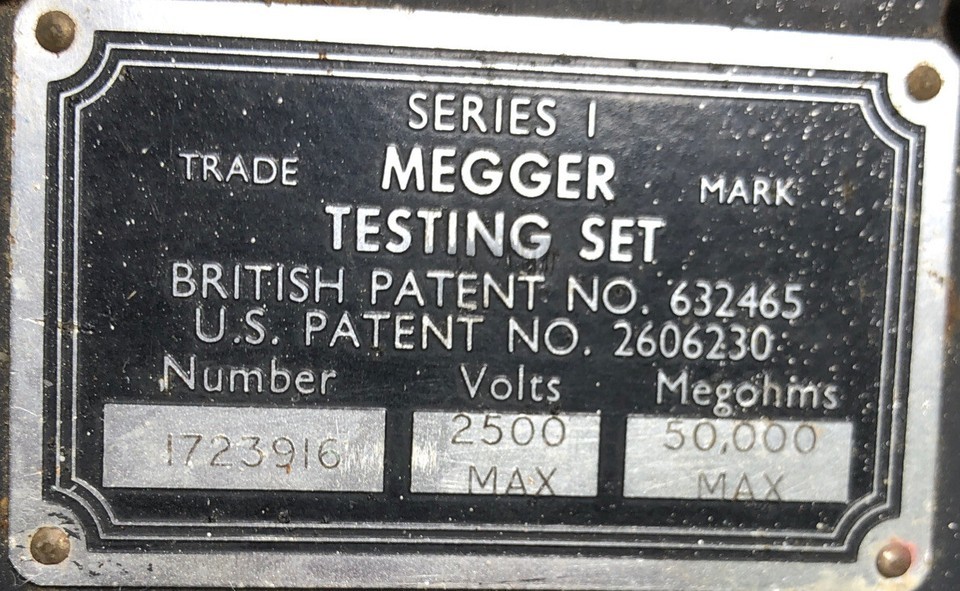 SERIES 1
TRADE MEGGER MARK
TESTING SET
BRITISH PATENT NO. 632465
U.S. PATENT NO. 2606230
Number Volts Megohms
1723916 2500 50,000
MAX MAX